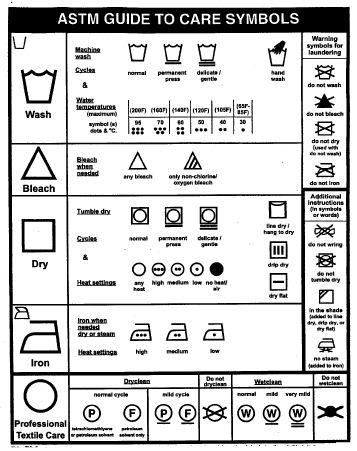 ASTM GUIDE TO CARE SYMBOLS
Machine wash
Cycles
normal
permanent press
delicate / gentle
hand wash
&
Water temperatures (maximum)
(200F) (160F) (140F) (120F) (105F) (65F-85F)
symbol (s) dots & °C.
95 70 60 50 40 30
Wash
Warning symbols for laundering
do not wash
do not bleach
do not dry (used with do not wash)
do not iron
Bleach when needed
any bleach
only non-chlorine/ oxygen bleach
Bleach
Tumble dry
Cycles
normal
permanent press
delicate / gentle
line dry / hang to dry
drip dry
dry flat
&
Heat settings
any heat
high
medium
low
no heat/ air
Dry
Additional instructions (in symbols or words)
do not wring
do not tumble dry
in the shade (added to line dry, drip dry, or dry flat)
no steam (added to iron)
Iron when needed dry or steam
Heat settings
high
medium
low
Iron
Dryclean
normal cycle
mild cycle
P F P F
tetrachloroethylene or petroleum solvent
petroleum solvent only
Do not dryclean
Wetclean
normal mild very mild
W W W
Do not wetclean
Professional Textile Care